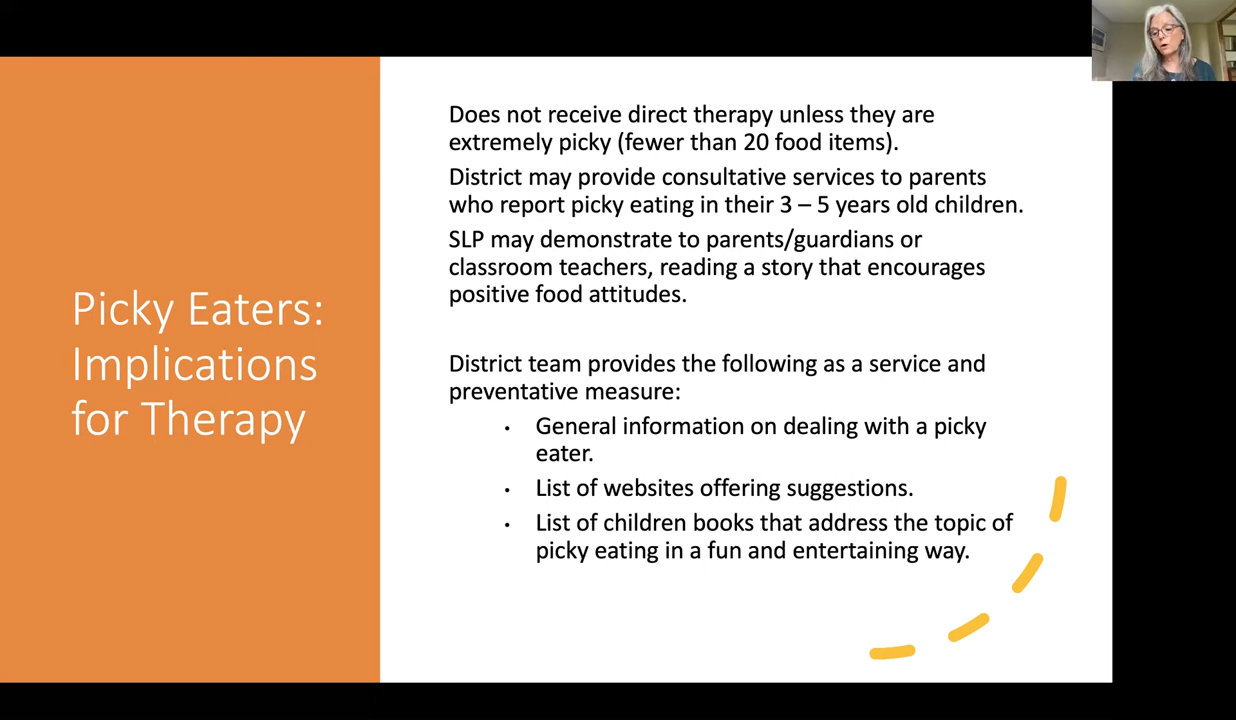 Picky Eaters:
Implications
for Therapy
Does not receive direct therapy unless they are
extremely picky (fewer than 20 food items).
District may provide consultative services to parents
who report picky eating in their 3 – 5 years old children.
SLP may demonstrate to parents/guardians or
classroom teachers, reading a story that encourages
positive food attitudes.
District team provides the following as a service and
preventative measure:
• General information on dealing with a picky
eater.
• List of websites offering suggestions.
• List of children books that address the topic of
picky eating in a fun and entertaining way.